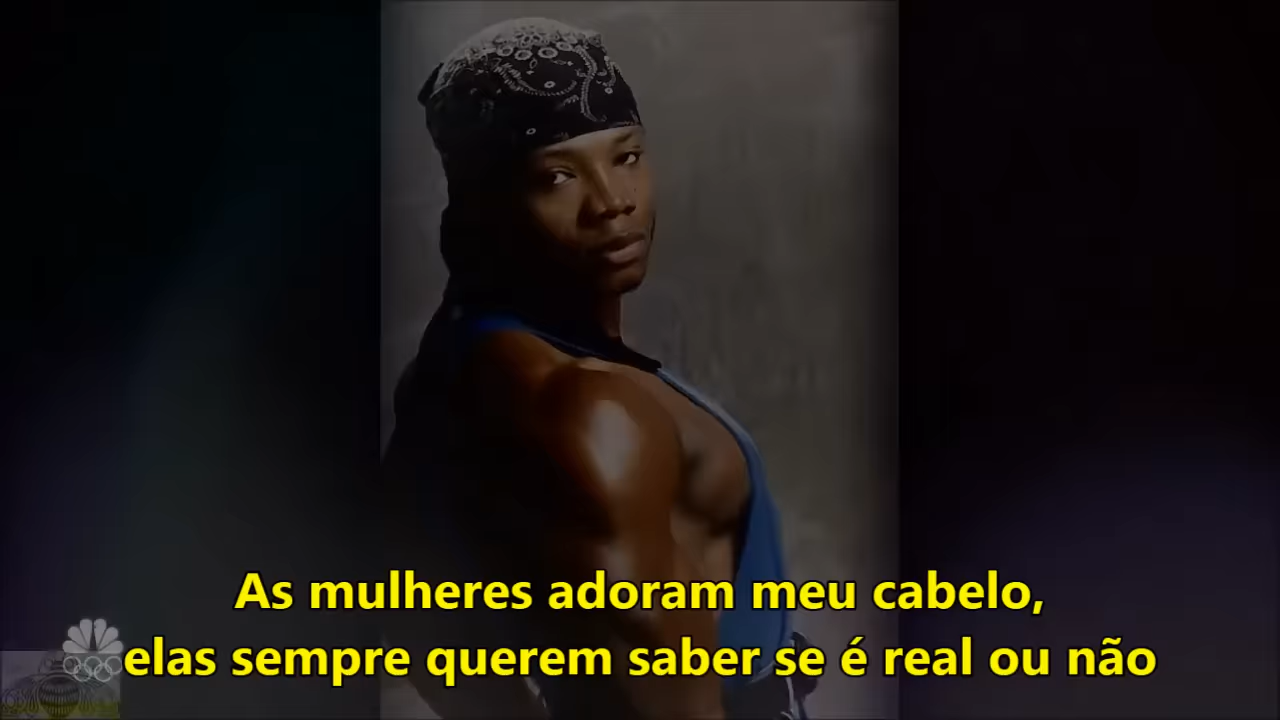 As mulheres adoram meu cabelo,
elas sempre querem saber se é real ou não